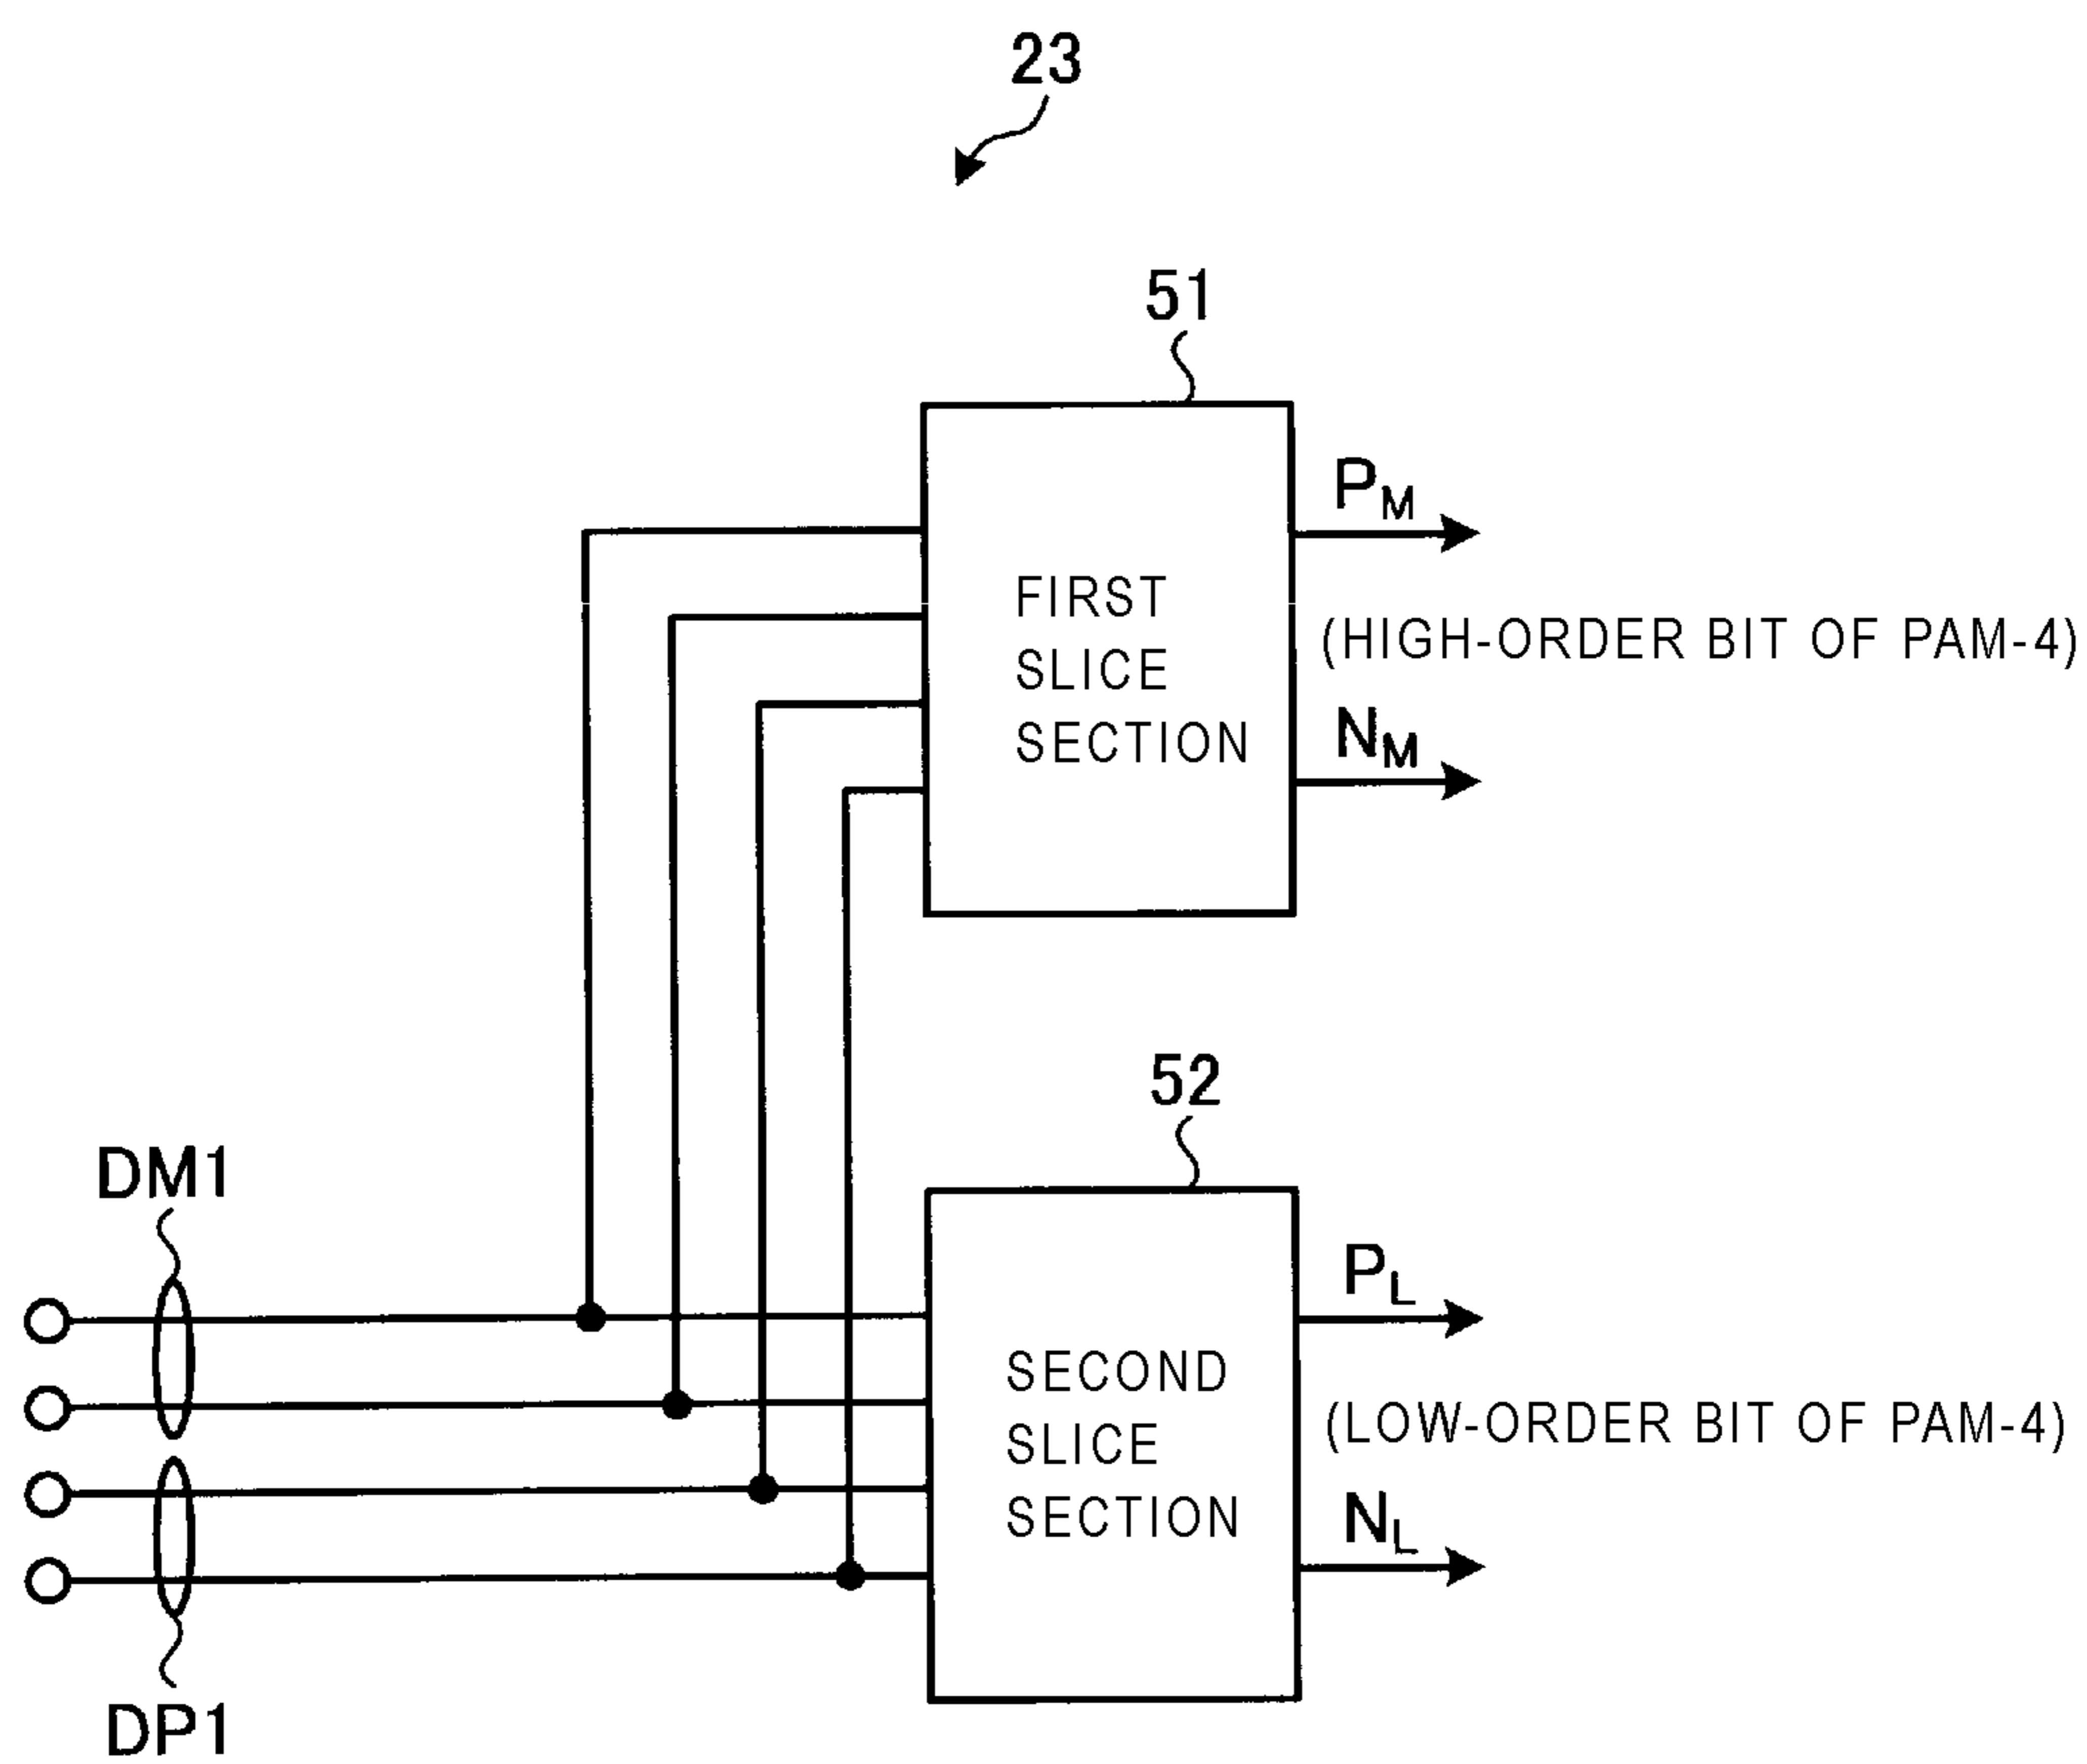 23
51
P_M
FIRST
SLICE
SECTION
(HIGH-ORDER BIT OF PAM-4)
N_M
52
DM1
P_L
SECOND
SLICE
SECTION
(LOW-ORDER BIT OF PAM-4)
N_L
DP1